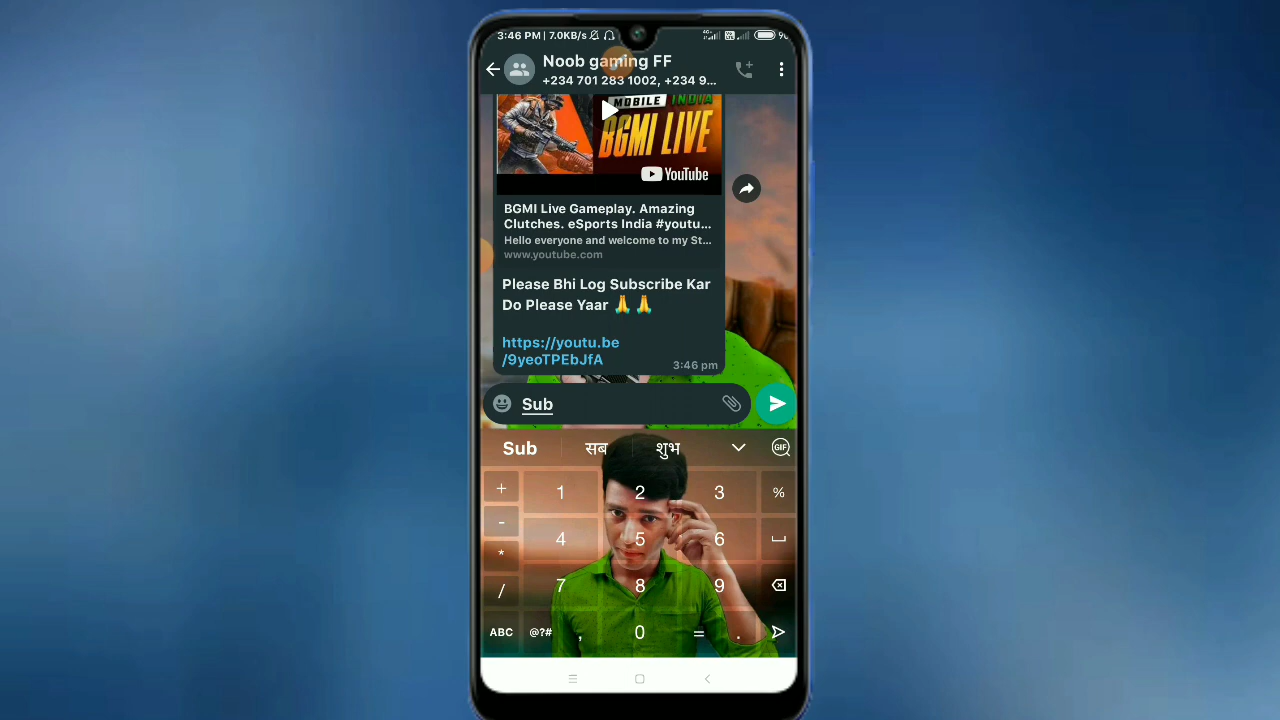 3:46 PM | 7.0KB/s
Noob gaming FF
+234 701 283 1002, +234 9...
MOBILE INDIA
BGMI LIVE
YouTube
BGMI Live Gameplay. Amazing
Clutches. eSports India #youtu...
Hello everyone and welcome to my St...
www.youtube.com
Please Bhi Log Subscribe Kar
Do Please Yaar 🙏 🙏
https://youtu.be
/9yeoTPEbJfA
3:46 pm
Sub
Sub सब शुभ GIF
+ 1 2 3 %
- 4 5 6
*
/ 7 8 9
ABC @?# , 0 = .